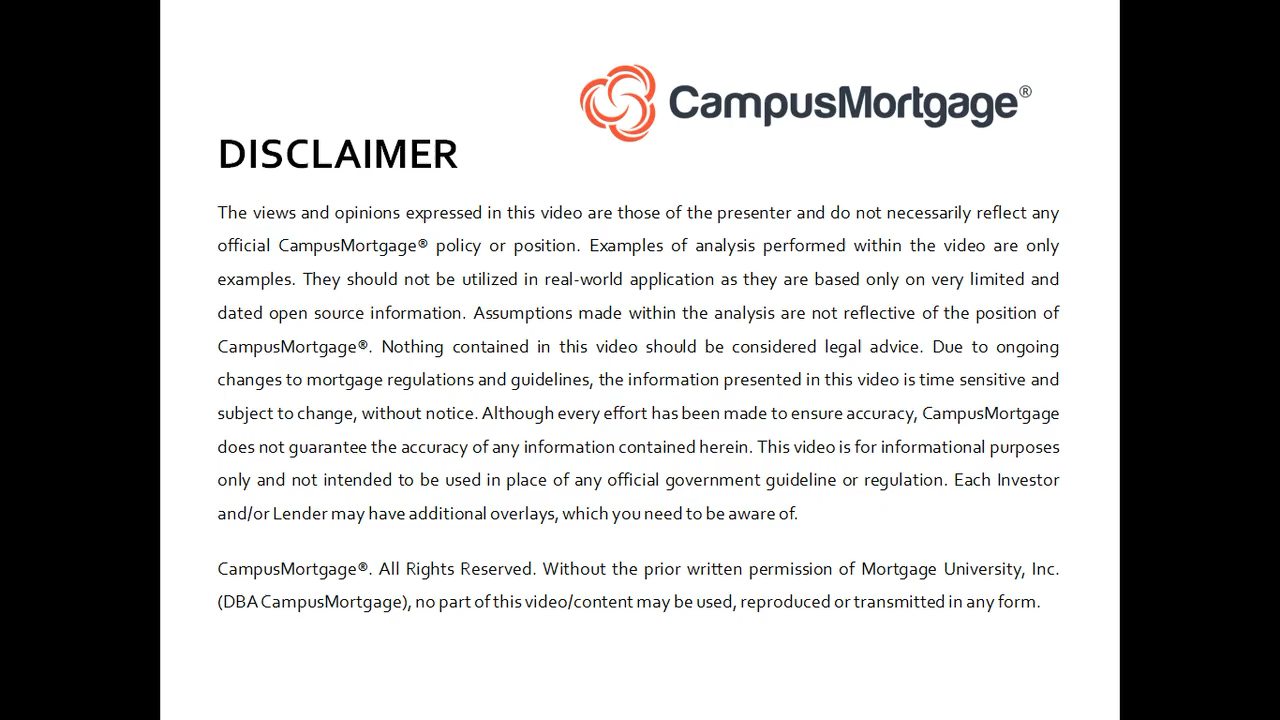 CampusMortgage®
DISCLAIMER
The views and opinions expressed in this video are those of the presenter and do not necessarily reflect any
official CampusMortgage® policy or position. Examples of analysis performed within the video are only
examples. They should not be utilized in real-world application as they are based only on very limited and
dated open source information. Assumptions made within the analysis are not reflective of the position of
CampusMortgage®. Nothing contained in this video should be considered legal advice. Due to ongoing
changes to mortgage regulations and guidelines, the information presented in this video is time sensitive and
subject to change, without notice. Although every effort has been made to ensure accuracy, CampusMortgage
does not guarantee the accuracy of any information contained herein. This video is for informational purposes
only and not intended to be used in place of any official government guideline or regulation. Each Investor
and/or Lender may have additional overlays, which you need to be aware of.
CampusMortgage®. All Rights Reserved. Without the prior written permission of Mortgage University, Inc.
(DBA CampusMortgage), no part of this video/content may be used, reproduced or transmitted in any form.